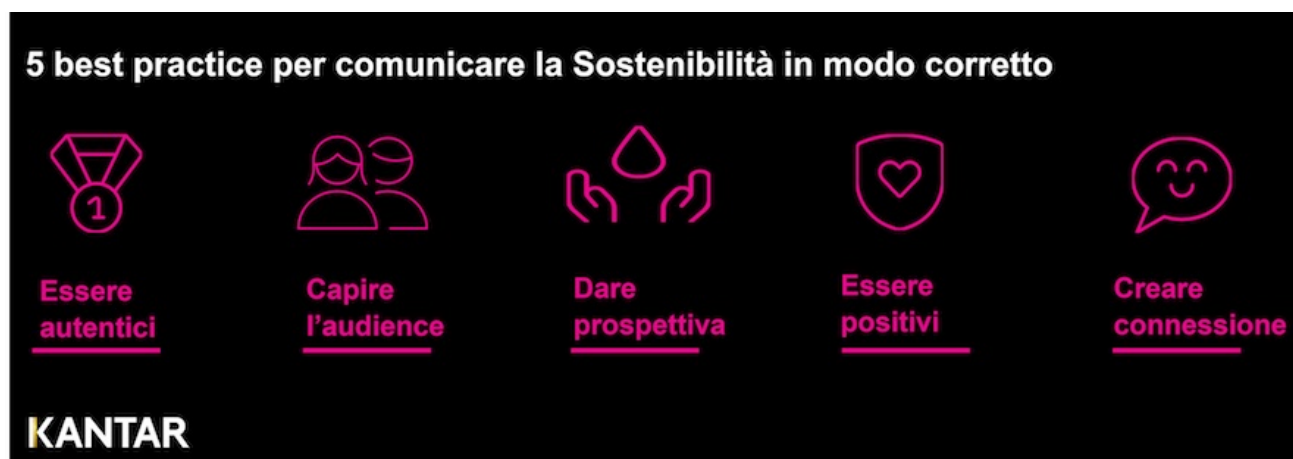 5 best practice per comunicare la Sostenibilità in modo corretto
1
Essere
autentici
Capire
l'audience
Dare
prospettiva
Essere
positivi
Creare
connessione
KANTAR